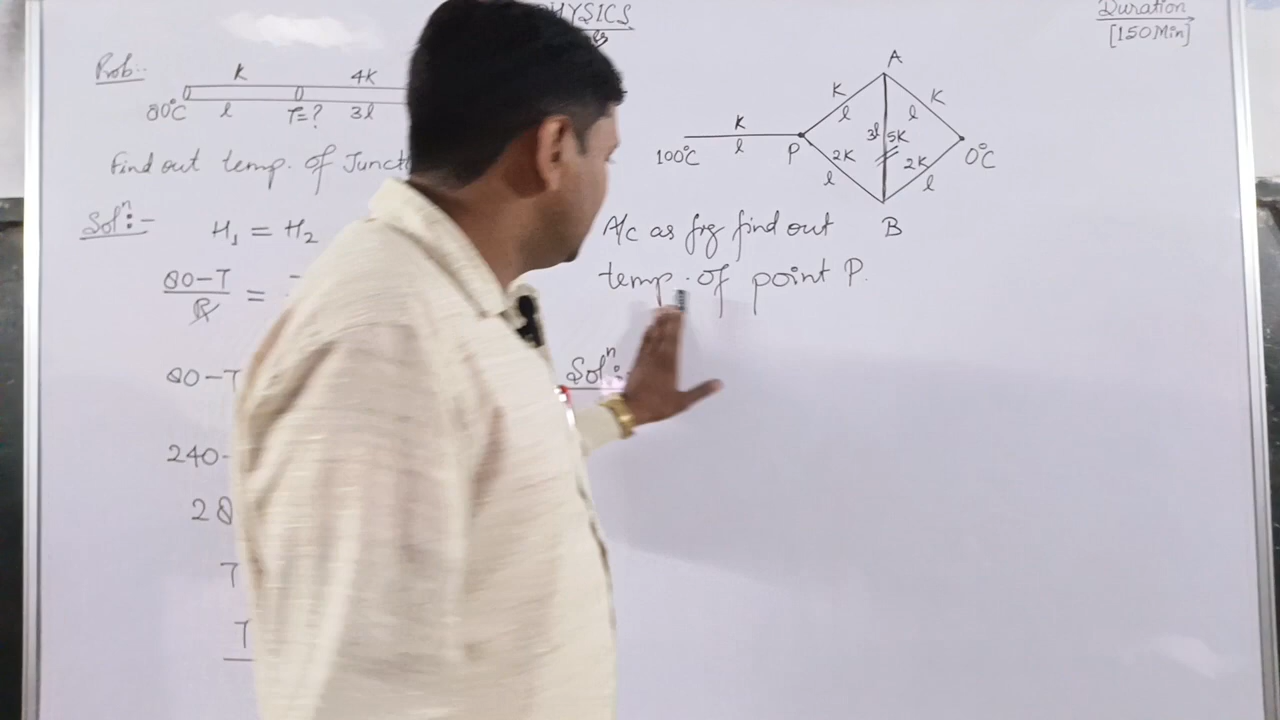 PHYSICS
Duration
[150 Min]
Prob:-
K 4K
80°C l T=? 3l
Find out temp. of
Solⁿ:- H₁ = H₂
80-T
=
80-T
240-
28
T
T
A
K K
l l
K
l
100°C P 3l 5K 0°C
2K 2K
l l
B
A/c as fig find out
temp. of point P.
Solⁿ: